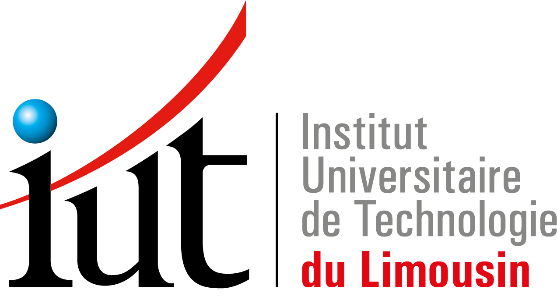 iut
Institut
Universitaire
de Technologie
du Limousin